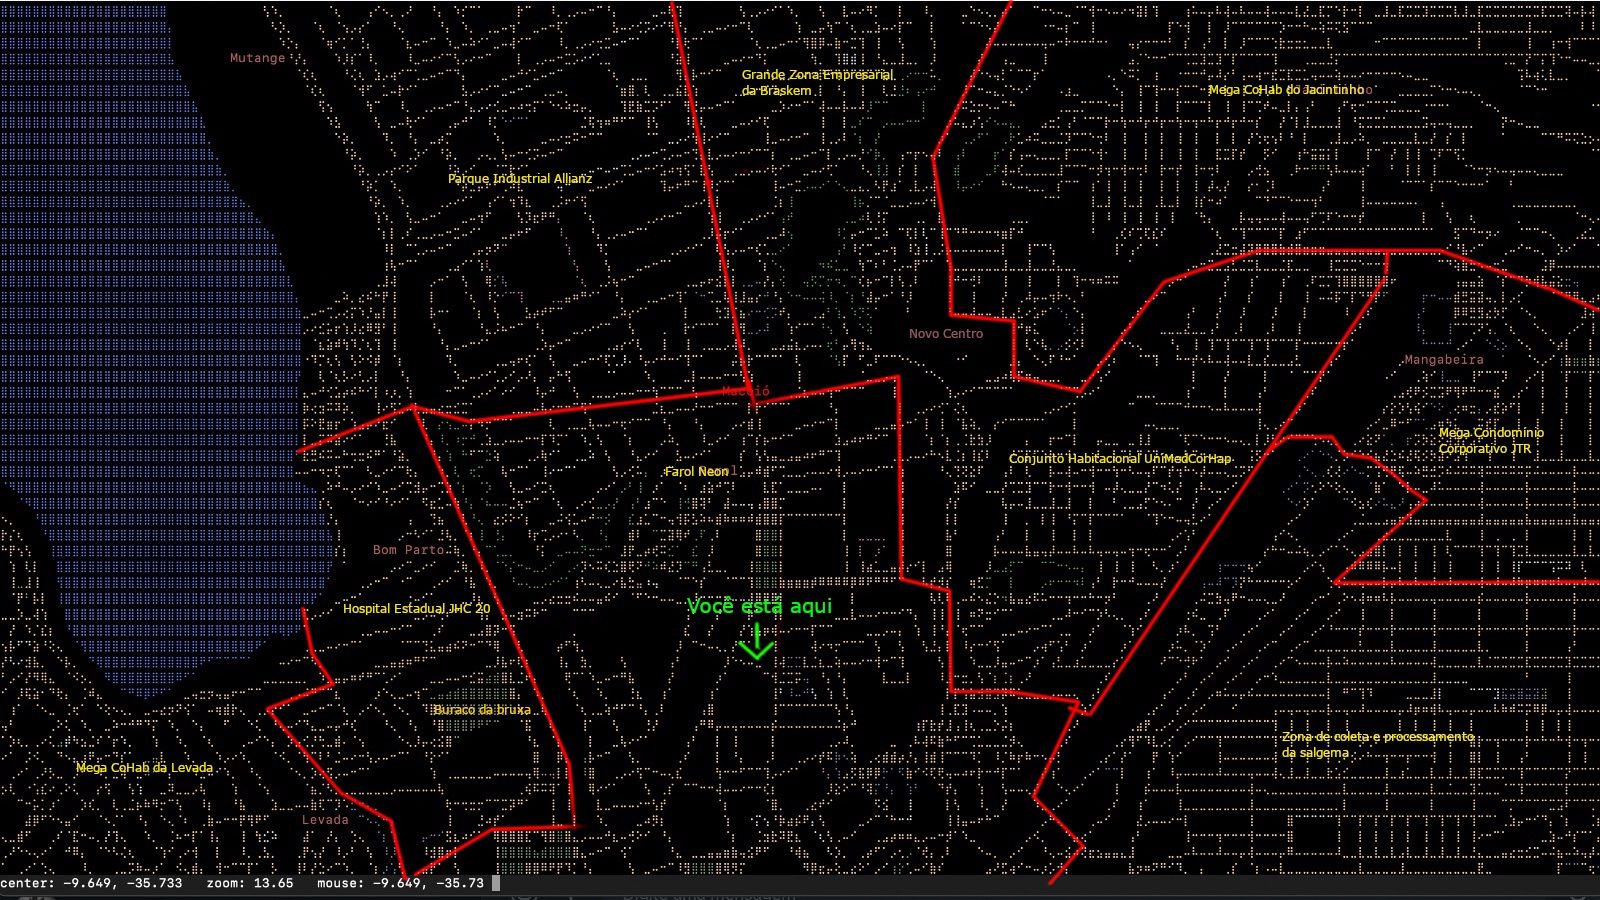 Mutange
Grande Zona Empresarial
da Braskem
Mega CoHab do Jacintinho
Parque Industrial Allianz
Novo Centro
Mangabeira
Maceió
Mega Condomínio
Corporativo JTR
Conjunto Habitacional UniMedCorHap
Farol Neon
Bom Parto
Você está aqui
Hospital Estadual JHC 20
Buraco da bruxa
Zona de coleta e processamento
da salgema
Mega CoHab da Levada
Levada
center: -9.649, -35.733 zoom: 13.65 mouse: -9.649, -35.73